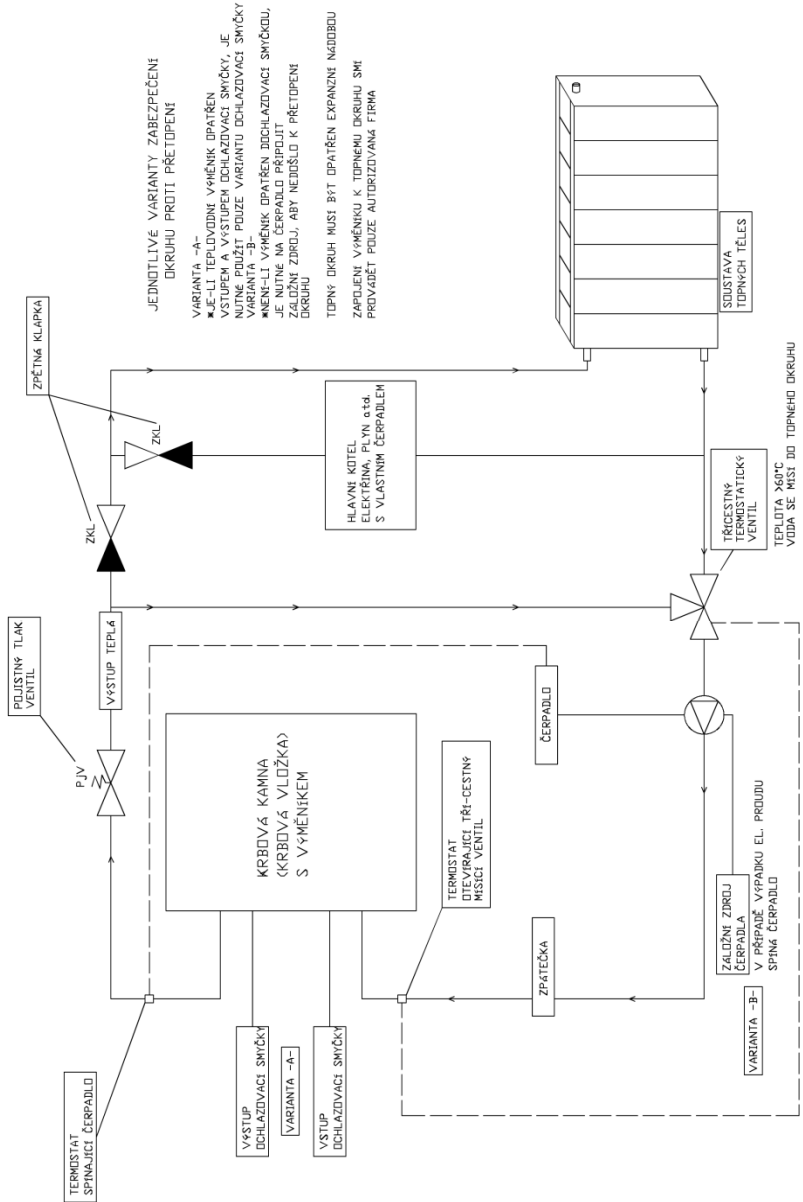 TERMOSTAT
SPÍNAJÍCÍ ČERPADLO
POJISTNÝ TLAK
VENTIL
PJV
VÝSTUP TEPLÁ
ZPĚTNÁ KLAPKA
ZKL
ZKL
JEDNOTLIVÉ VARIANTY ZABEZPEČENÍ
OKRUHU PROTI PŘETOPENÍ
VARIANTY -A-
*JE-LI TEPLOVODNÍ VÝMĚNÍK OPATŘEN
VSTUPEM A VÝSTUPEM OCHLAZOVACÍ SMYČKY, JE
NUTNÉ POUŽÍT POUZE VARIANTU OCHLAZOVACÍ SMYČKY
VARIANTA -B-
*NENÍ-LI VÝMĚNÍK OPATŘEN DOCHLAZOVACÍ SMYČKOU,
JE NUTNÉ NA ČERPADLO PŘIPOJIT
ZÁLOŽNÍ ZDROJ, ABY NEDOŠLO K PŘETOPENÍ
OKRUHU
TOPNÝ OKRUH MUSÍ BÝT OPATŘEN EXPANZNÍ NÁDOBOU
ZAPOJENÍ VÝMĚNÍKU K TOPNÉMU OKRUHU SMÍ
PROVÁDĚT POUZE AUTORIZOVANÁ FIRMA
VÝSTUP
OCHLAZOVACÍ SMYČKY
VARIANTA -A-
VSTUP
OCHLAZOVACÍ SMYČKY
KRBOVÁ KAMNA
(KRBOVÁ VLOŽKA)
S VÝMĚNÍKEM
HLAVNÍ KOTEL
ELEKTŘINA, PLYN atd.
S VLASTNÍM ČERPADLEM
TERMOSTAT
OTEVÍRAJÍCÍ TŘÍ-CESTNÝ
MÍSÍCÍ VENTIL
ČERPADLO
ZPÁTEČKA
SOUSTAVA
TOPNÝCH TĚLES
TŘÍCESTNÝ
TERMOSTATICKÝ
VENTIL
TEPLOTA >60°C
VODA SE MÍSÍ DO TOPNÉHO OKRUHU
ZÁLOŽNÍ ZDROJ
ČERPADLA
V PŘÍPADĚ VÝPADKU EL. PROUDU
SPÍNÁ ČERPADLO
VARIANTA -B-